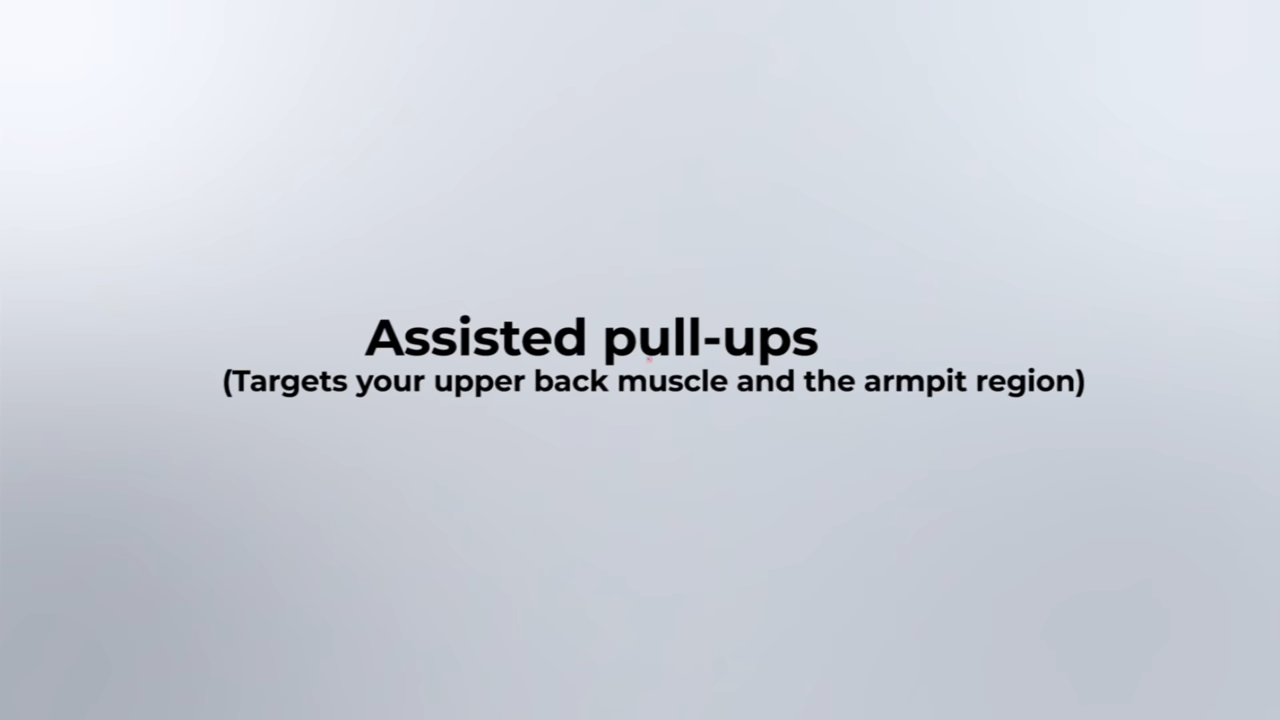 Assisted pull-ups
(Targets your upper back muscle and the armpit region)